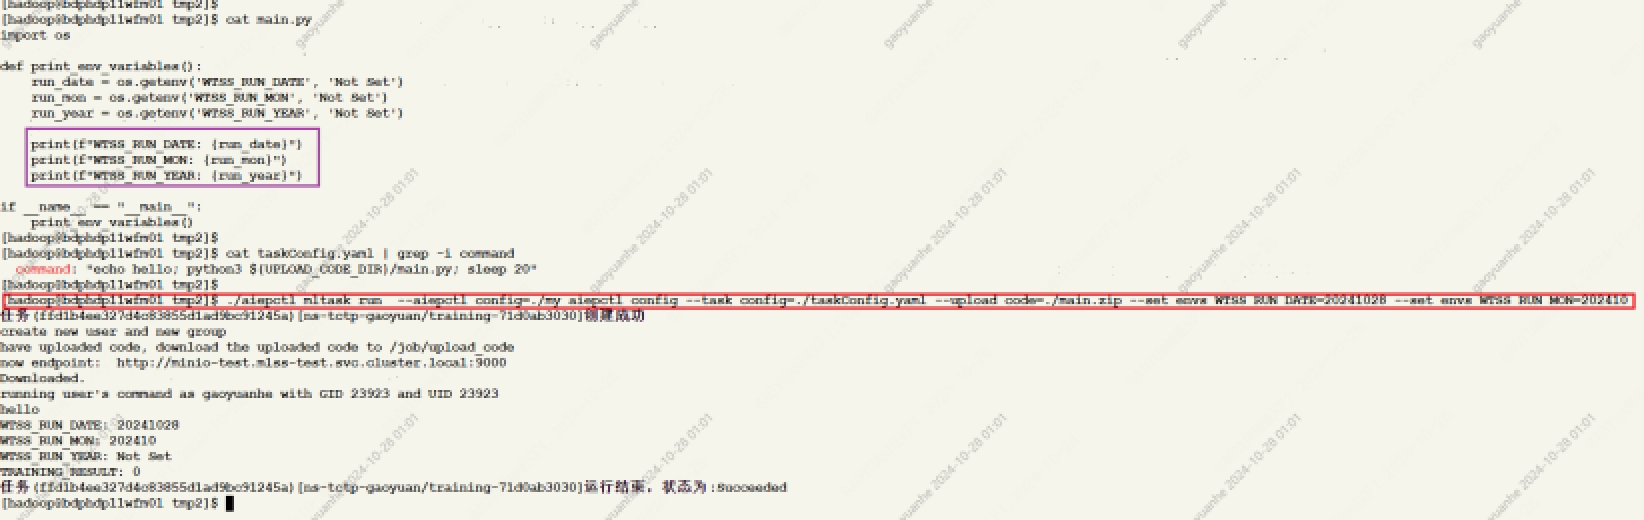 [hadoop@bdphdp11wfm01 tmp2]$
[hadoop@bdphdp11wfm01 tmp2]$ cat main.py
import os
def print_env_variables():
    run_date = os.getenv('WTSS_RUN_DATE', 'Not Set')
    run_mon = os.getenv('WTSS_RUN_MON', 'Not Set')
    run_year = os.getenv('WTSS_RUN_YEAR', 'Not Set')
    print(f"WTSS_RUN_DATE: {run_date}")
    print(f"WTSS_RUN_MON: {run_mon}")
    print(f"WTSS_RUN_YEAR: {run_year}")
if __name__ == "__main__":
    print_env_variables()
[hadoop@bdphdp11wfm01 tmp2]$
[hadoop@bdphdp11wfm01 tmp2]$ cat taskConfig.yaml | grep -i command
  command: "echo hello; python3 ${UPLOAD_CODE_DIR}/main.py; sleep 20"
[hadoop@bdphdp11wfm01 tmp2]$
[hadoop@bdphdp11wfm01 tmp2]$ ./aiepctl mltask run  --aiepctl_config=./my_aiepctl_config --task_config=./taskConfig.yaml --upload_code=./main.zip --set_envs WTSS_RUN_DATE=20241028 --set_envs WTSS_RUN_MON=202410
任务(ffd1b4ee327d4c83855d1ad9bc91245a)[ns-tctp-gaoyuan/training-71d0ab3030]创建成功
create new user and new group
have uploaded code, download the uploaded code to /job/upload_code
now endpoint:  http://minio-test.mlss-test.svc.cluster.local:9000
Downloaded.
running user's command as gaoyuanhe with GID 23923 and UID 23923
hello
WTSS_RUN_DATE: 20241028
WTSS_RUN_MON: 202410
WTSS_RUN_YEAR: Not Set
TRAINING_RESULT: 0
任务(ffd1b4ee327d4c83855d1ad9bc91245a)[ns-tctp-gaoyuan/training-71d0ab3030]运行结束, 状态为:Succeeded
[hadoop@bdphdp11wfm01 tmp2]$
gaoyuanhe 2024-10-28 01:01